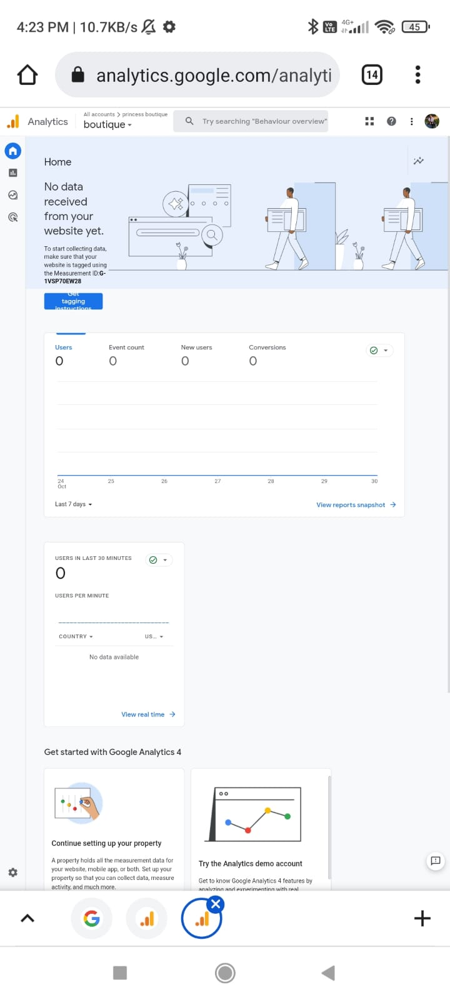 4:23 PM | 10.7KB/s
Vo LTE
4G+
45
analytics.google.com/analyti
14
Analytics
All accounts > princess boutique
boutique
Try searching "Behaviour overview"
Home
No data
received
from your
website yet.
To start collecting data,
make sure that your
website is tagged using
the Measurement ID:G-
1VSP70EW28
Get
tagging
instructions
Users
0
Event count
0
New users
0
Conversions
0
24
Oct
25
26
27
28
29
30
Last 7 days
View reports snapshot
USERS IN LAST 30 MINUTES
0
USERS PER MINUTE
COUNTRY
US...
No data available
View real time
Get started with Google Analytics 4
Continue setting up your property
A property holds all the measurement data for
your website, mobile app, or both. Set up your
property so that you can collect data, measure
activity, and much more.
Try the Analytics demo account
Get to know Google Analytics 4 features by
analyzing and experimenting with real